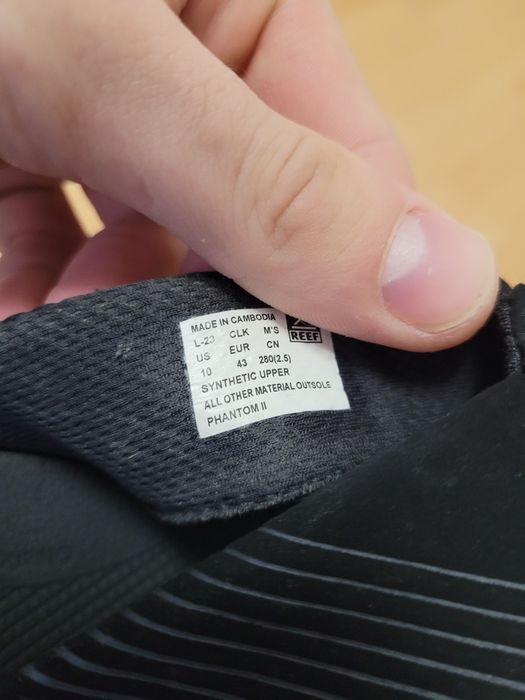 MADE IN CAMBODIA
L-23 CLK M'S
REEF
US EUR CN
10 43 280(2.5)
SYNTHETIC UPPER
ALL OTHER MATERIAL OUTSOLE
PHANTOM II